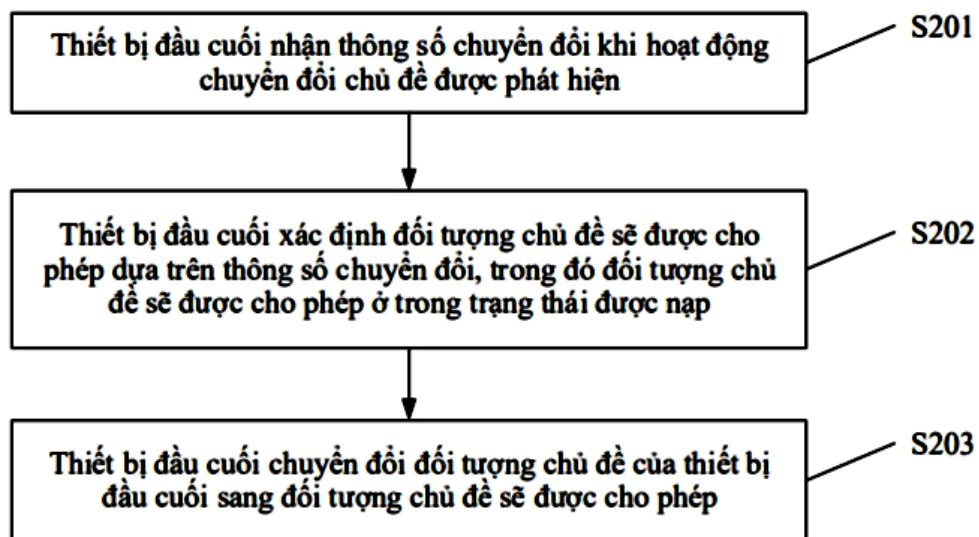 Thiết bị đầu cuối nhận thông số chuyển đổi khi hoạt động
chuyển đổi chủ đề được phát hiện
S201
Thiết bị đầu cuối xác định đối tượng chủ đề sẽ được cho
phép dựa trên thông số chuyển đổi, trong đó đối tượng chủ
đề sẽ được cho phép ở trong trạng thái được nạp
S202
Thiết bị đầu cuối chuyển đổi đối tượng chủ đề của thiết bị
đầu cuối sang đối tượng chủ đề sẽ được cho phép
S203